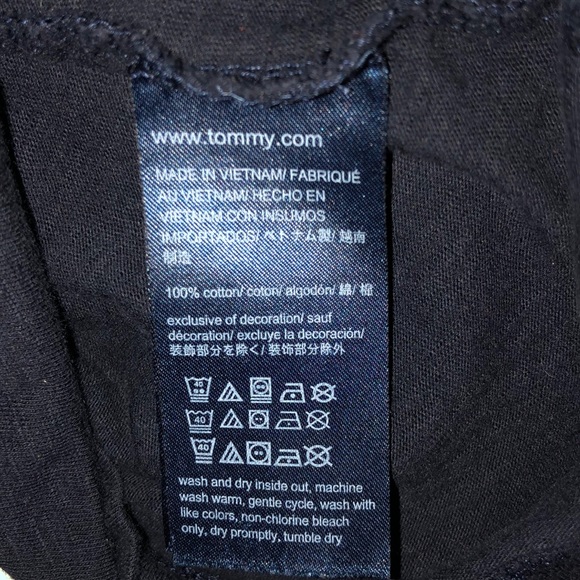 www.tommy.com
MADE IN VIETNAM/ FABRIQUÉ
AU VIETNAM/ HECHO EN
VIETNAM CON INSUMOS
IMPORTADOS/ ベトナム製/ 越南
制造
100% cotton/ coton/ algodón/ 綿/ 棉
exclusive of decoration/ sauf
décoration/ excluye la decoración/
装飾部分を除く/ 装饰部分除外
40
40
40
wash and dry inside out, machine
wash warm, gentle cycle, wash with
like colors, non-chlorine bleach
only, dry promptly, tumble dry